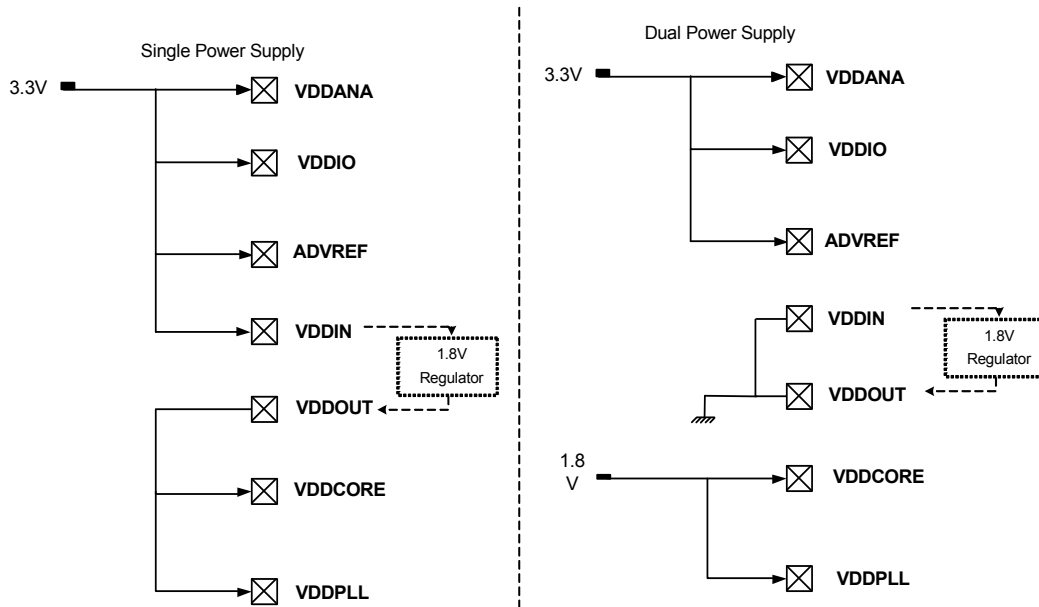 Single Power Supply
3.3V
VDDANA
VDDIO
ADVREF
VDDIN
1.8V
Regulator
VDDOUT
VDDCORE
VDDPLL
Dual Power Supply
3.3V
VDDANA
VDDIO
ADVREF
VDDIN
1.8V
Regulator
VDDOUT
1.8
V
VDDCORE
VDDPLL